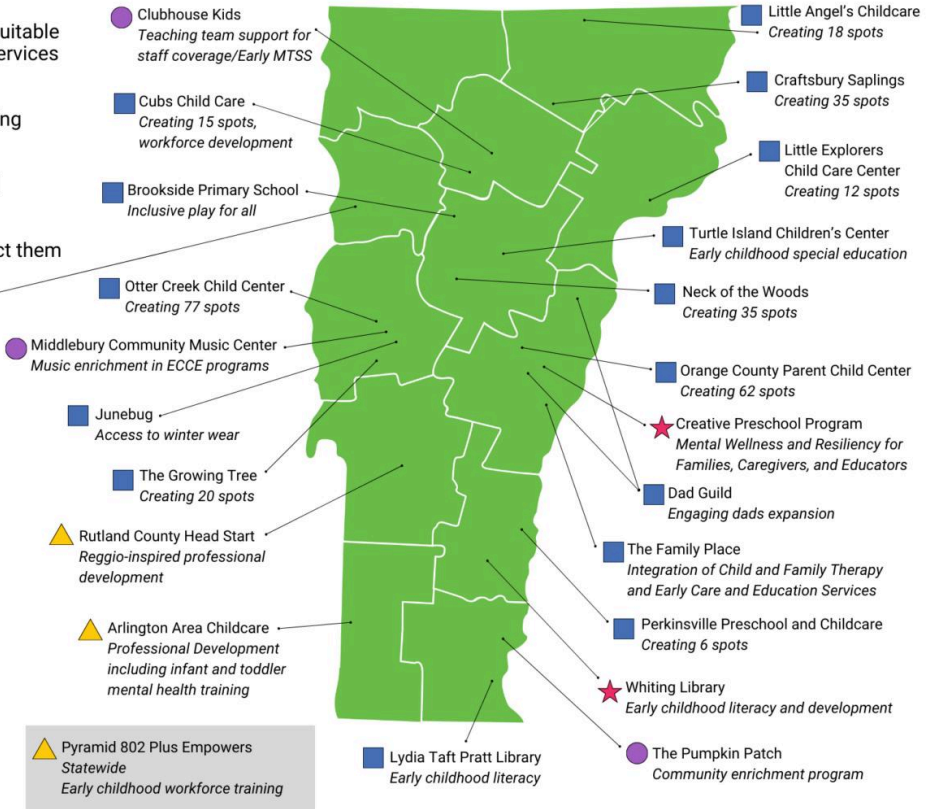 uitable
ervices
ng
ct them
Clubhouse Kids
Teaching team support for
staff coverage/Early MTSS
Cubs Child Care
Creating 15 spots,
workforce development
Brookside Primary School
Inclusive play for all
Otter Creek Child Center
Creating 77 spots
Middlebury Community Music Center
Music enrichment in ECCE programs
Junebug
Access to winter wear
The Growing Tree
Creating 20 spots
Rutland County Head Start
Reggio-inspired professional
development
Arlington Area Childcare
Professional Development
including infant and toddler
mental health training
Pyramid 802 Plus Empowers
Statewide
Early childhood workforce training
Little Angel's Childcare
Creating 18 spots
Craftsbury Saplings
Creating 35 spots
Little Explorers
Child Care Center
Creating 12 spots
Turtle Island Children's Center
Early childhood special education
Neck of the Woods
Creating 35 spots
Orange County Parent Child Center
Creating 62 spots
Creative Preschool Program
Mental Wellness and Resiliency for
Families, Caregivers, and Educators
Dad Guild
Engaging dads expansion
The Family Place
Integration of Child and Family Therapy
and Early Care and Education Services
Perkinsville Preschool and Childcare
Creating 6 spots
Whiting Library
Early childhood literacy and development
The Pumpkin Patch
Community enrichment program
Lydia Taft Pratt Library
Early childhood literacy